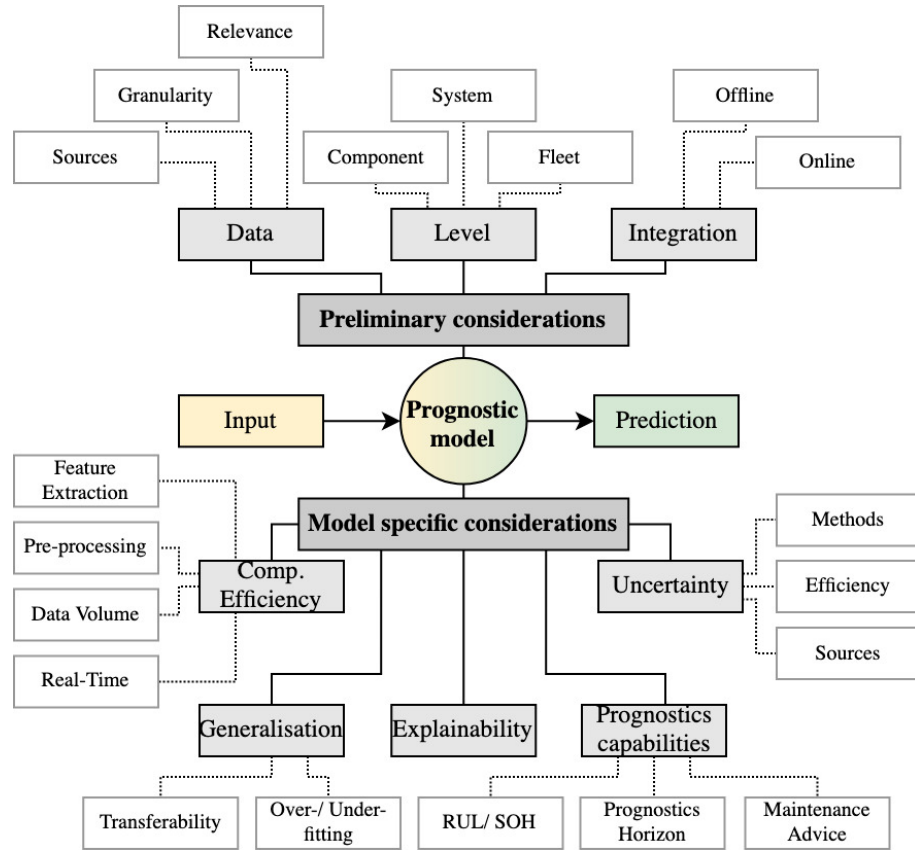 Relevance
Granularity
System
Offline
Sources
Component
Fleet
Online
Data
Level
Integration
Preliminary considerations
Input
Prognostic
model
Prediction
Feature
Extraction
Model specific considerations
Methods
Pre-processing
Comp.
Efficiency
Uncertainty
Efficiency
Data Volume
Sources
Real-Time
Generalisation
Explainability
Prognostics
capabilities
Transferability
Over-/ Under-
fitting
RUL/ SOH
Prognostics
Horizon
Maintenance
Advice